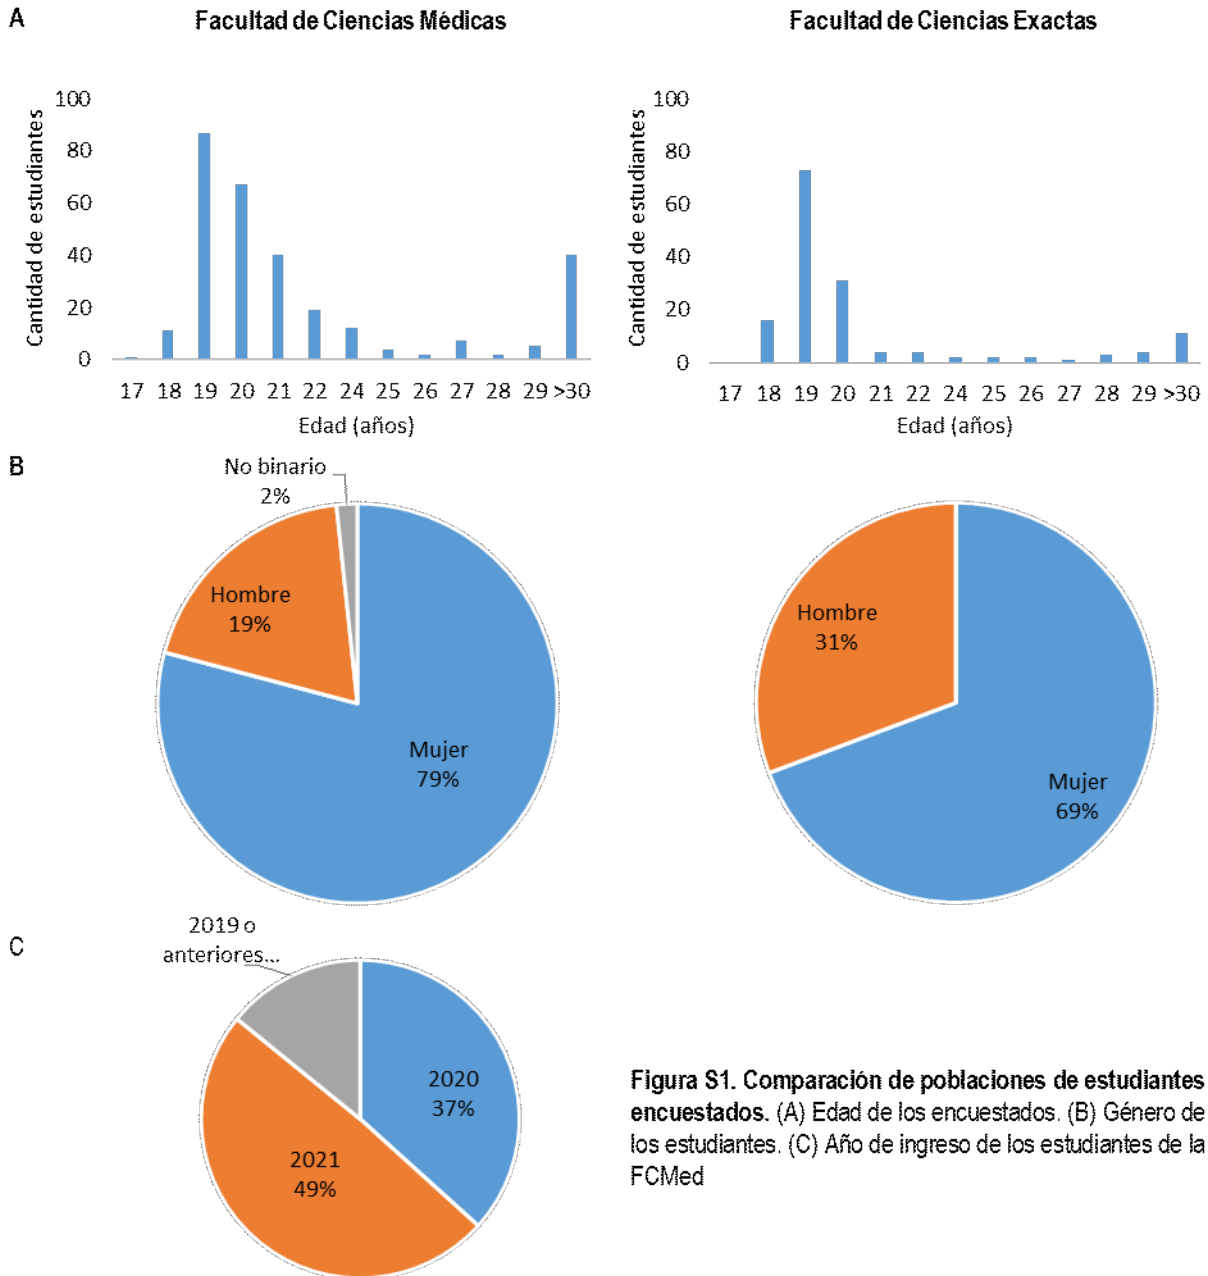 A
Facultad de Ciencias Médicas
Facultad de Ciencias Exactas
Cantidad de estudiantes
100
80
60
40
20
0
17 18 19 20 21 22 24 25 26 27 28 29 >30
Edad (años)
Cantidad de estudiantes
100
80
60
40
20
0
17 18 19 20 21 22 24 25 26 27 28 29 >30
Edad (años)
B
No binario
2%
Hombre
19%
Mujer
79%
Hombre
31%
Mujer
69%
C
2019 o
anteriores...
2020
37%
2021
49%
Figura S1. Comparación de poblaciones de estudiantes
encuestados. (A) Edad de los encuestados. (B) Género de
los estudiantes. (C) Año de ingreso de los estudiantes de la
FCMed